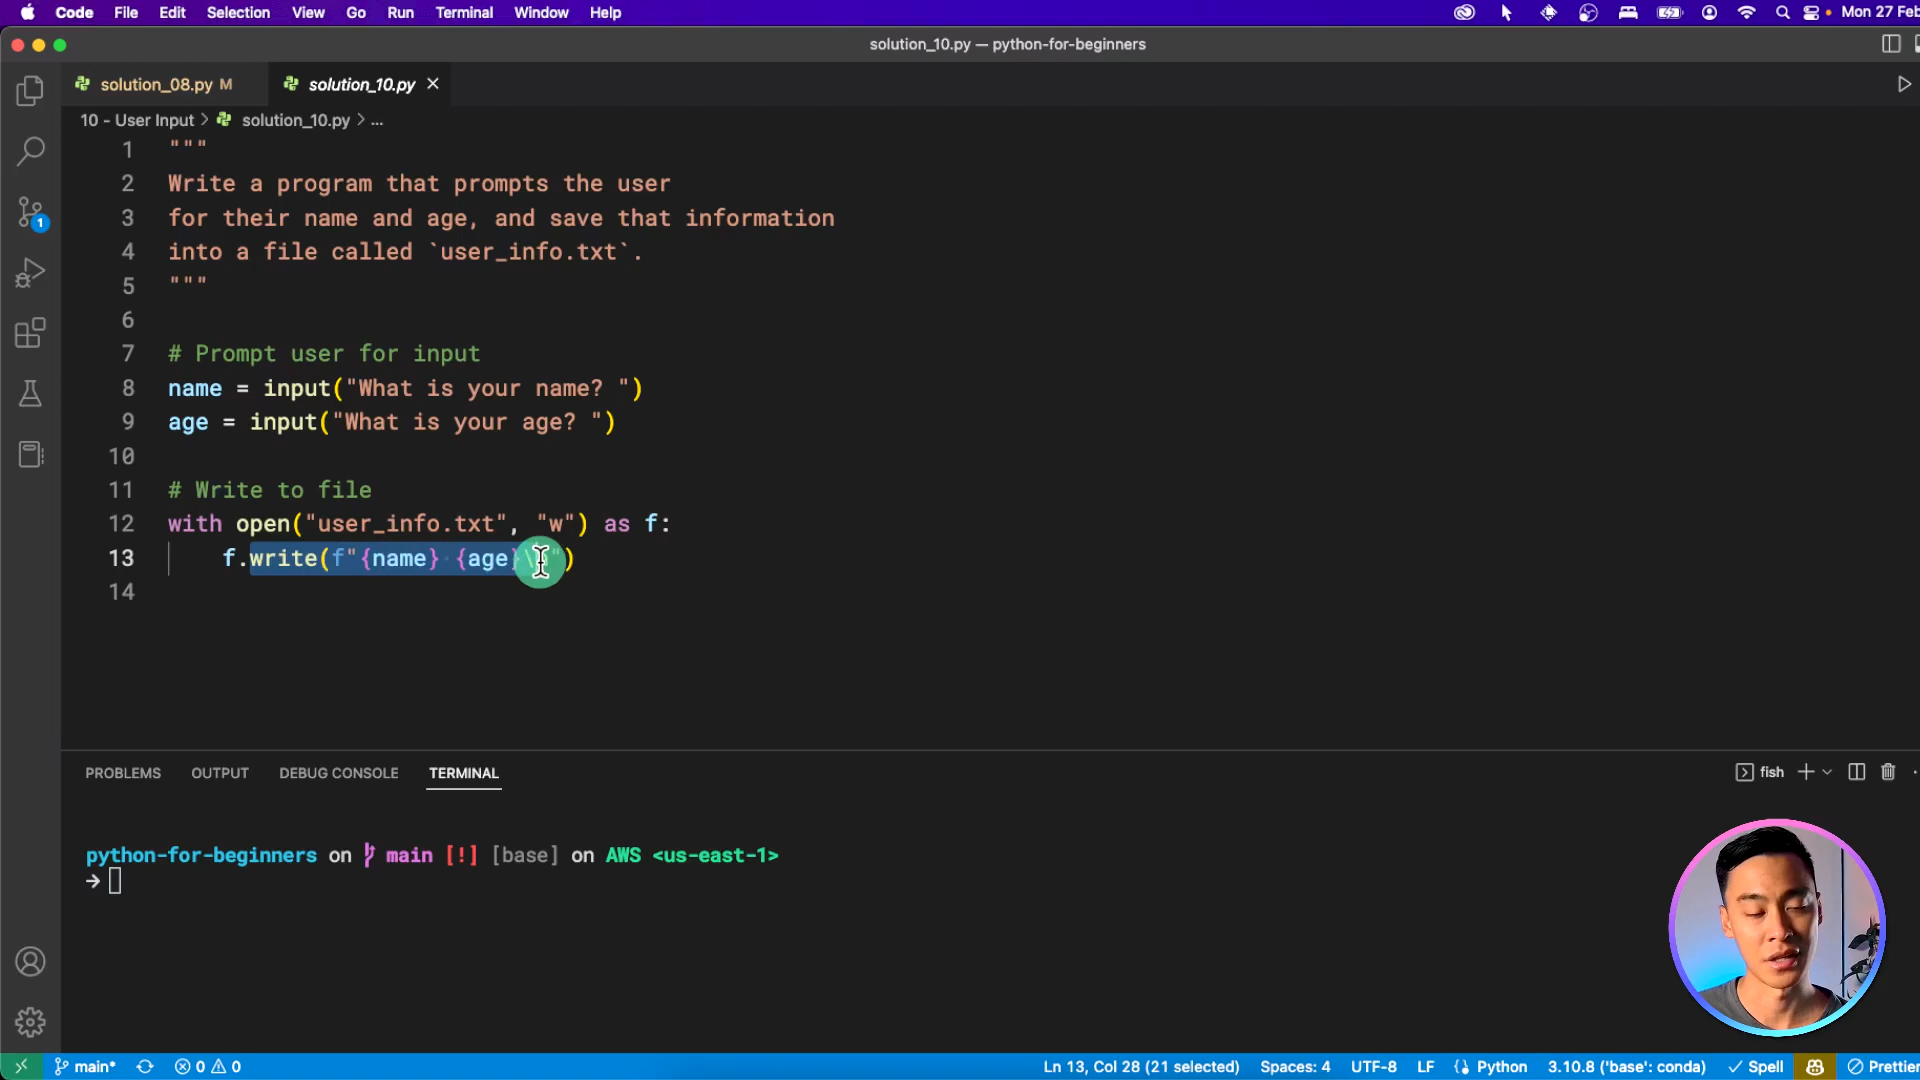 Code File Edit Selection View Go Run Terminal Window Help Mon 27 Feb
solution_10.py — python-for-beginners
solution_08.py M solution_10.py
10 - User Input > solution_10.py > ...
1 """
2 Write a program that prompts the user
3 for their name and age, and save that information
4 into a file called `user_info.txt`.
5 """
6
7 # Prompt user for input
8 name = input("What is your name? ")
9 age = input("What is your age? ")
10
11 # Write to file
12 with open("user_info.txt", "w") as f:
13 f.write(f"{name} {age}\n")
14
1
PROBLEMS OUTPUT DEBUG CONSOLE TERMINAL fish
python-for-beginners on main [!] [base] on AWS <us-east-1>
→
main* 0 0 Ln 13, Col 28 (21 selected) Spaces: 4 UTF-8 LF Python 3.10.8 ('base': conda) Spell Prettier